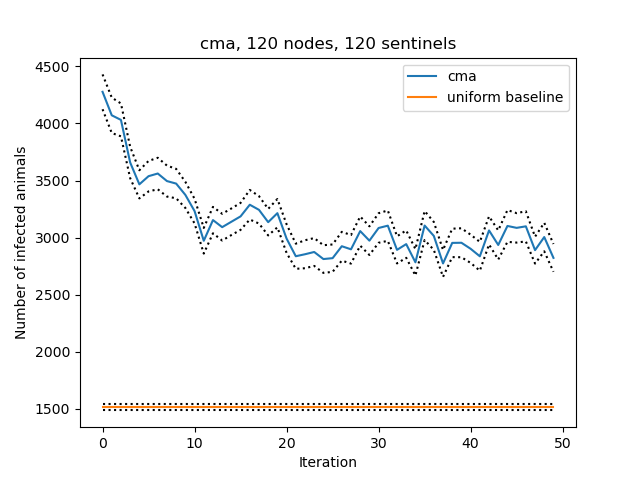 cma, 120 nodes, 120 sentinels
cma
uniform baseline
4500
4000
3500
3000
2500
2000
1500
Number of infected animals
0 10 20 30 40 50
Iteration